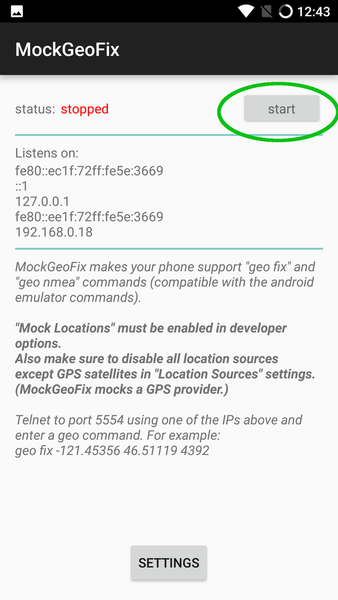 12:43
MockGeoFix
status: stopped
start
Listens on:
fe80::ec1f:72ff:fe5e:3669
::1
127.0.0.1
fe80::ee1f:72ff:fe5e:3669
192.168.0.18
MockGeoFix makes your phone support "geo fix" and
"geo nmea" commands (compatible with the android
emulator commands).
"Mock Locations" must be enabled in developer
options.
Also make sure to disable all location sources
except GPS satellites in "Location Sources" settings.
(MockGeoFix mocks a GPS provider.)
Telnet to port 5554 using one of the IPs above and
enter a geo command. For example:
geo fix -121.45356 46.51119 4392
SETTINGS